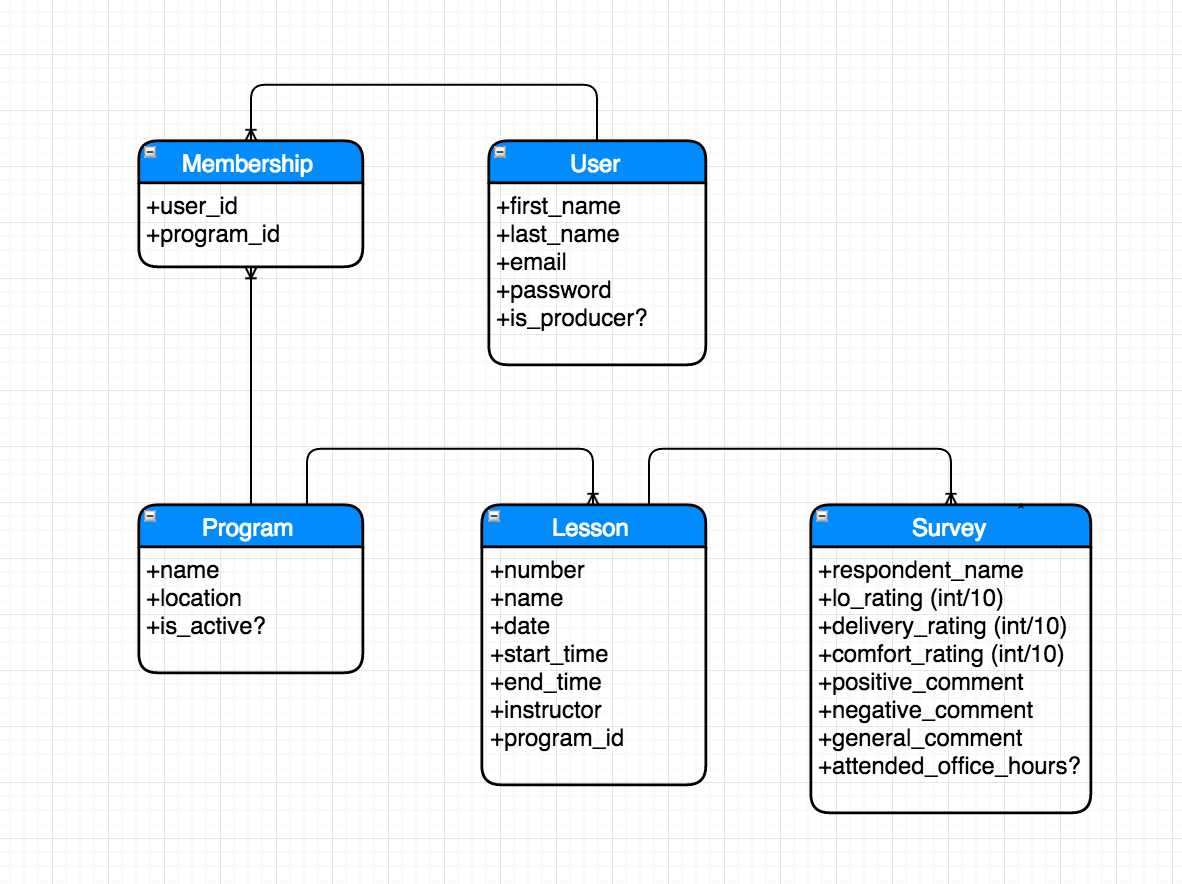 Membership
+user_id
+program_id
User
+first_name
+last_name
+email
+password
+is_producer?
Program
+name
+location
+is_active?
Lesson
+number
+name
+date
+start_time
+end_time
+instructor
+program_id
Survey
+respondent_name
+lo_rating (int/10)
+delivery_rating (int/10)
+comfort_rating (int/10)
+positive_comment
+negative_comment
+general_comment
+attended_office_hours?